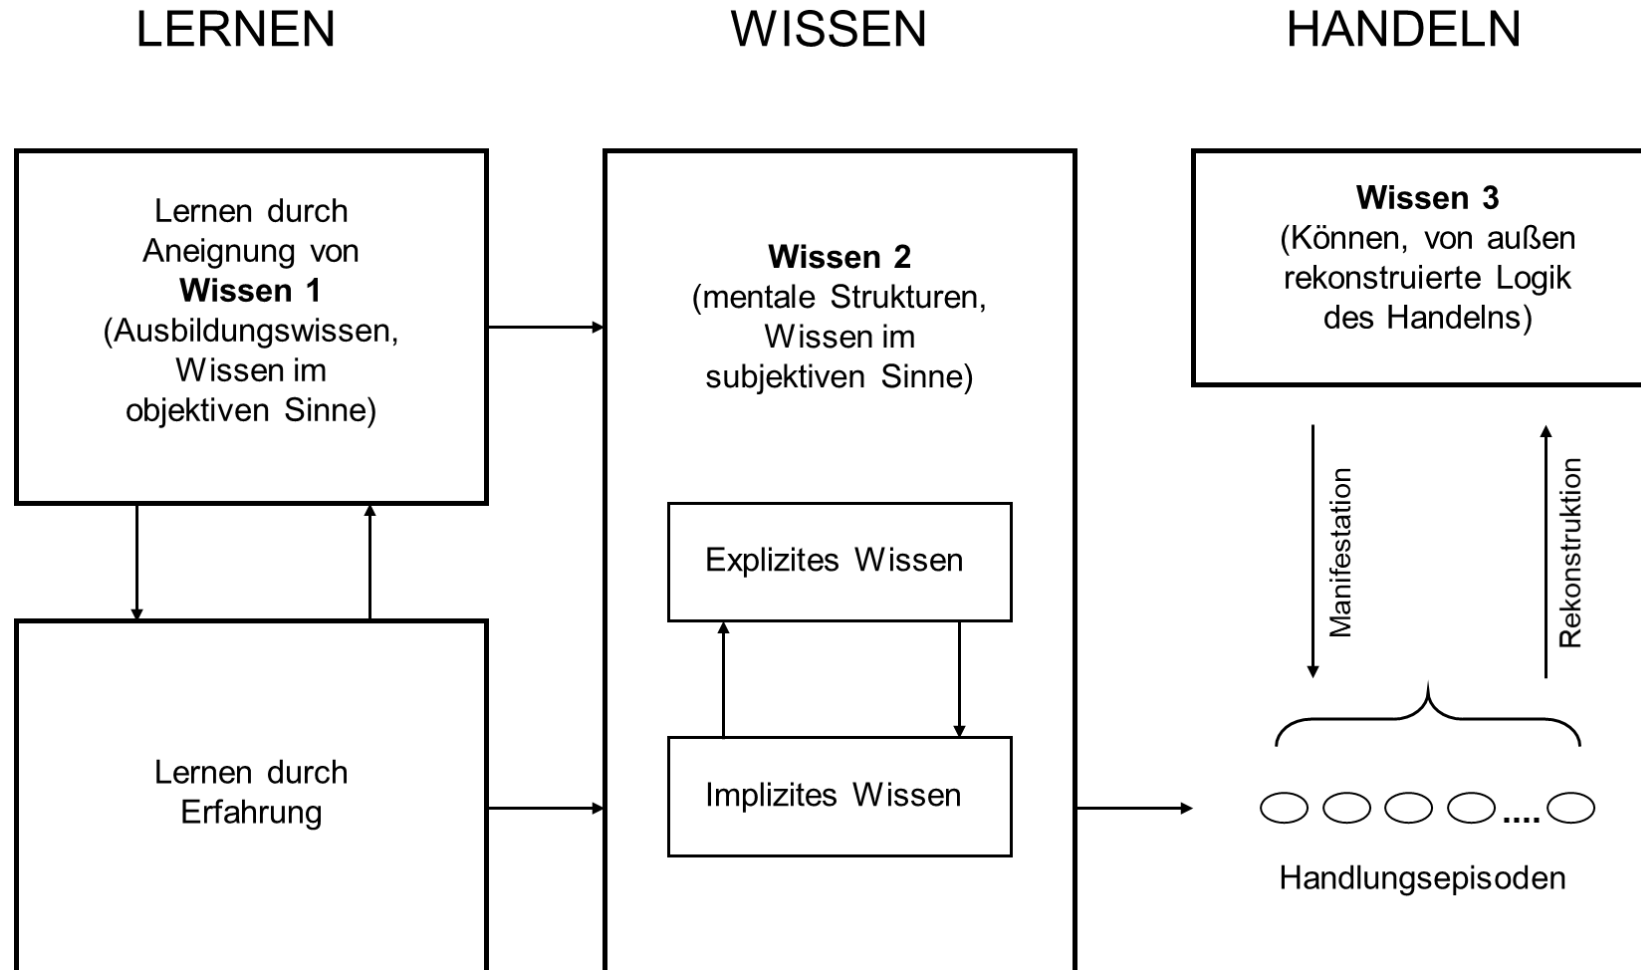 LERNEN
WISSEN
HANDELN
Lernen durch
Aneignung von
Wissen 1
(Ausbildungswissen,
Wissen im
objektiven Sinne)
Lernen durch
Erfahrung
Wissen 2
(mentale Strukturen,
Wissen im
subjektiven Sinne)
Explizites Wissen
Implizites Wissen
Wissen 3
(Können, von außen
rekonstruierte Logik
des Handelns)
Manifestation
Rekonstruktion
....
Handlungsepisoden